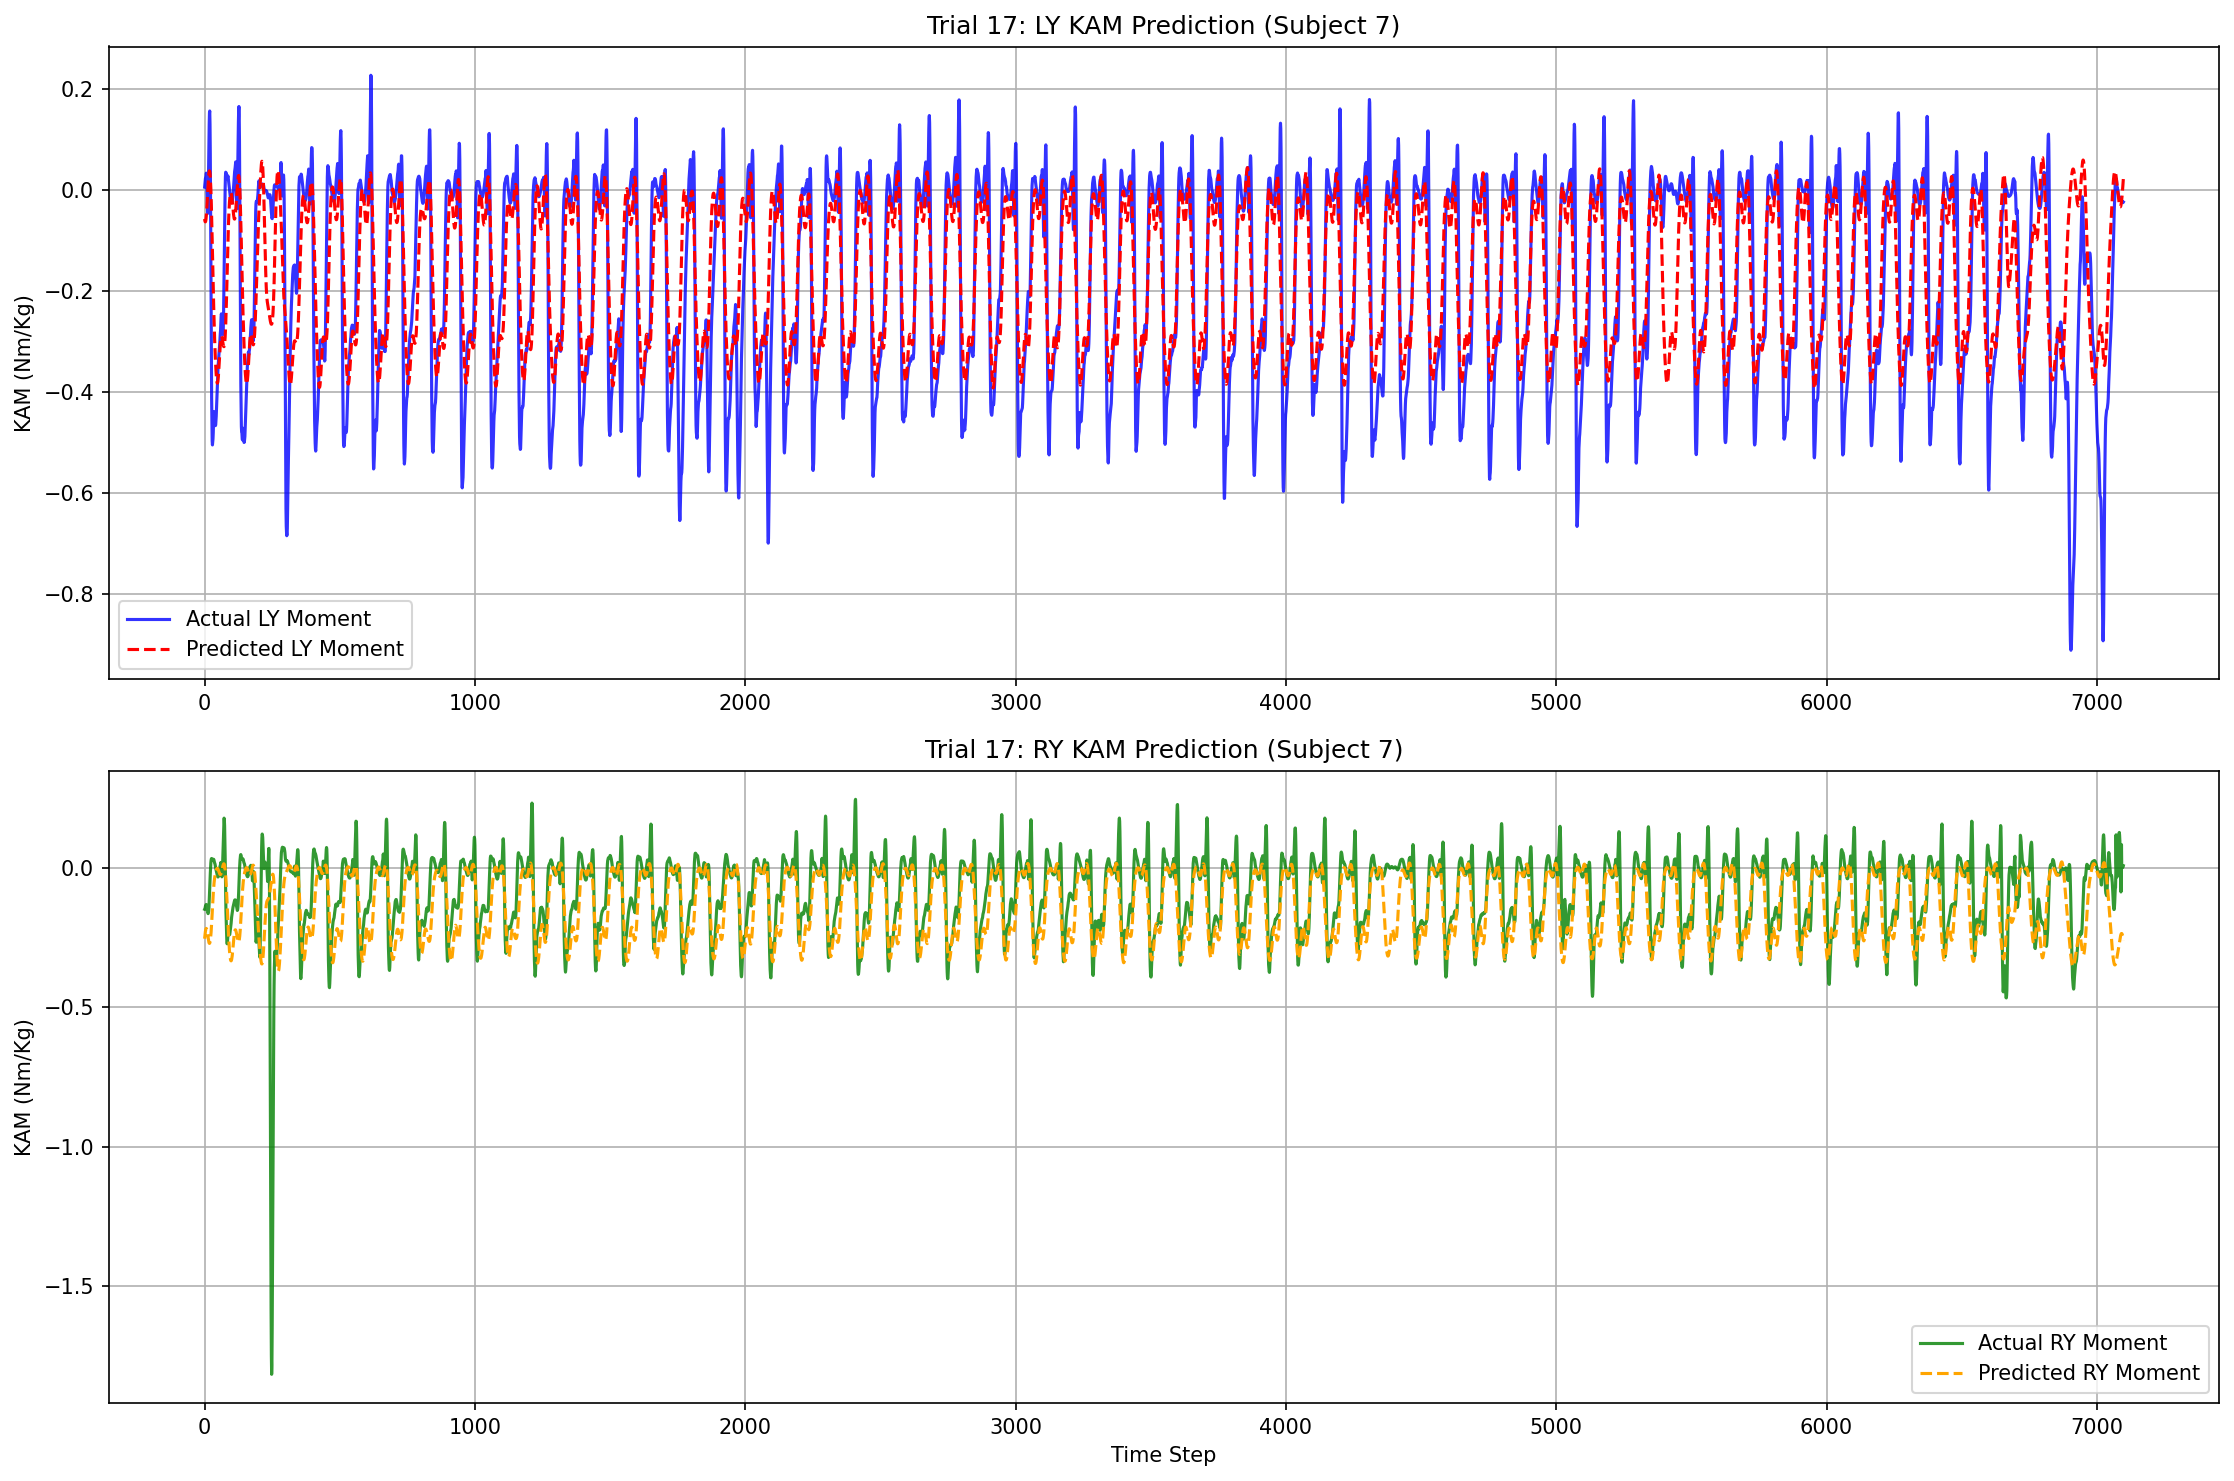 Trial 17: LY KAM Prediction (Subject 7)
KAM (Nm/Kg)
0.2
0.0
−0.2
−0.4
−0.6
−0.8
Actual LY Moment
Predicted LY Moment
0 1000 2000 3000 4000 5000 6000 7000
Trial 17: RY KAM Prediction (Subject 7)
KAM (Nm/Kg)
0.0
−0.5
−1.0
−1.5
Actual RY Moment
Predicted RY Moment
0 1000 2000 3000 4000 5000 6000 7000
Time Step